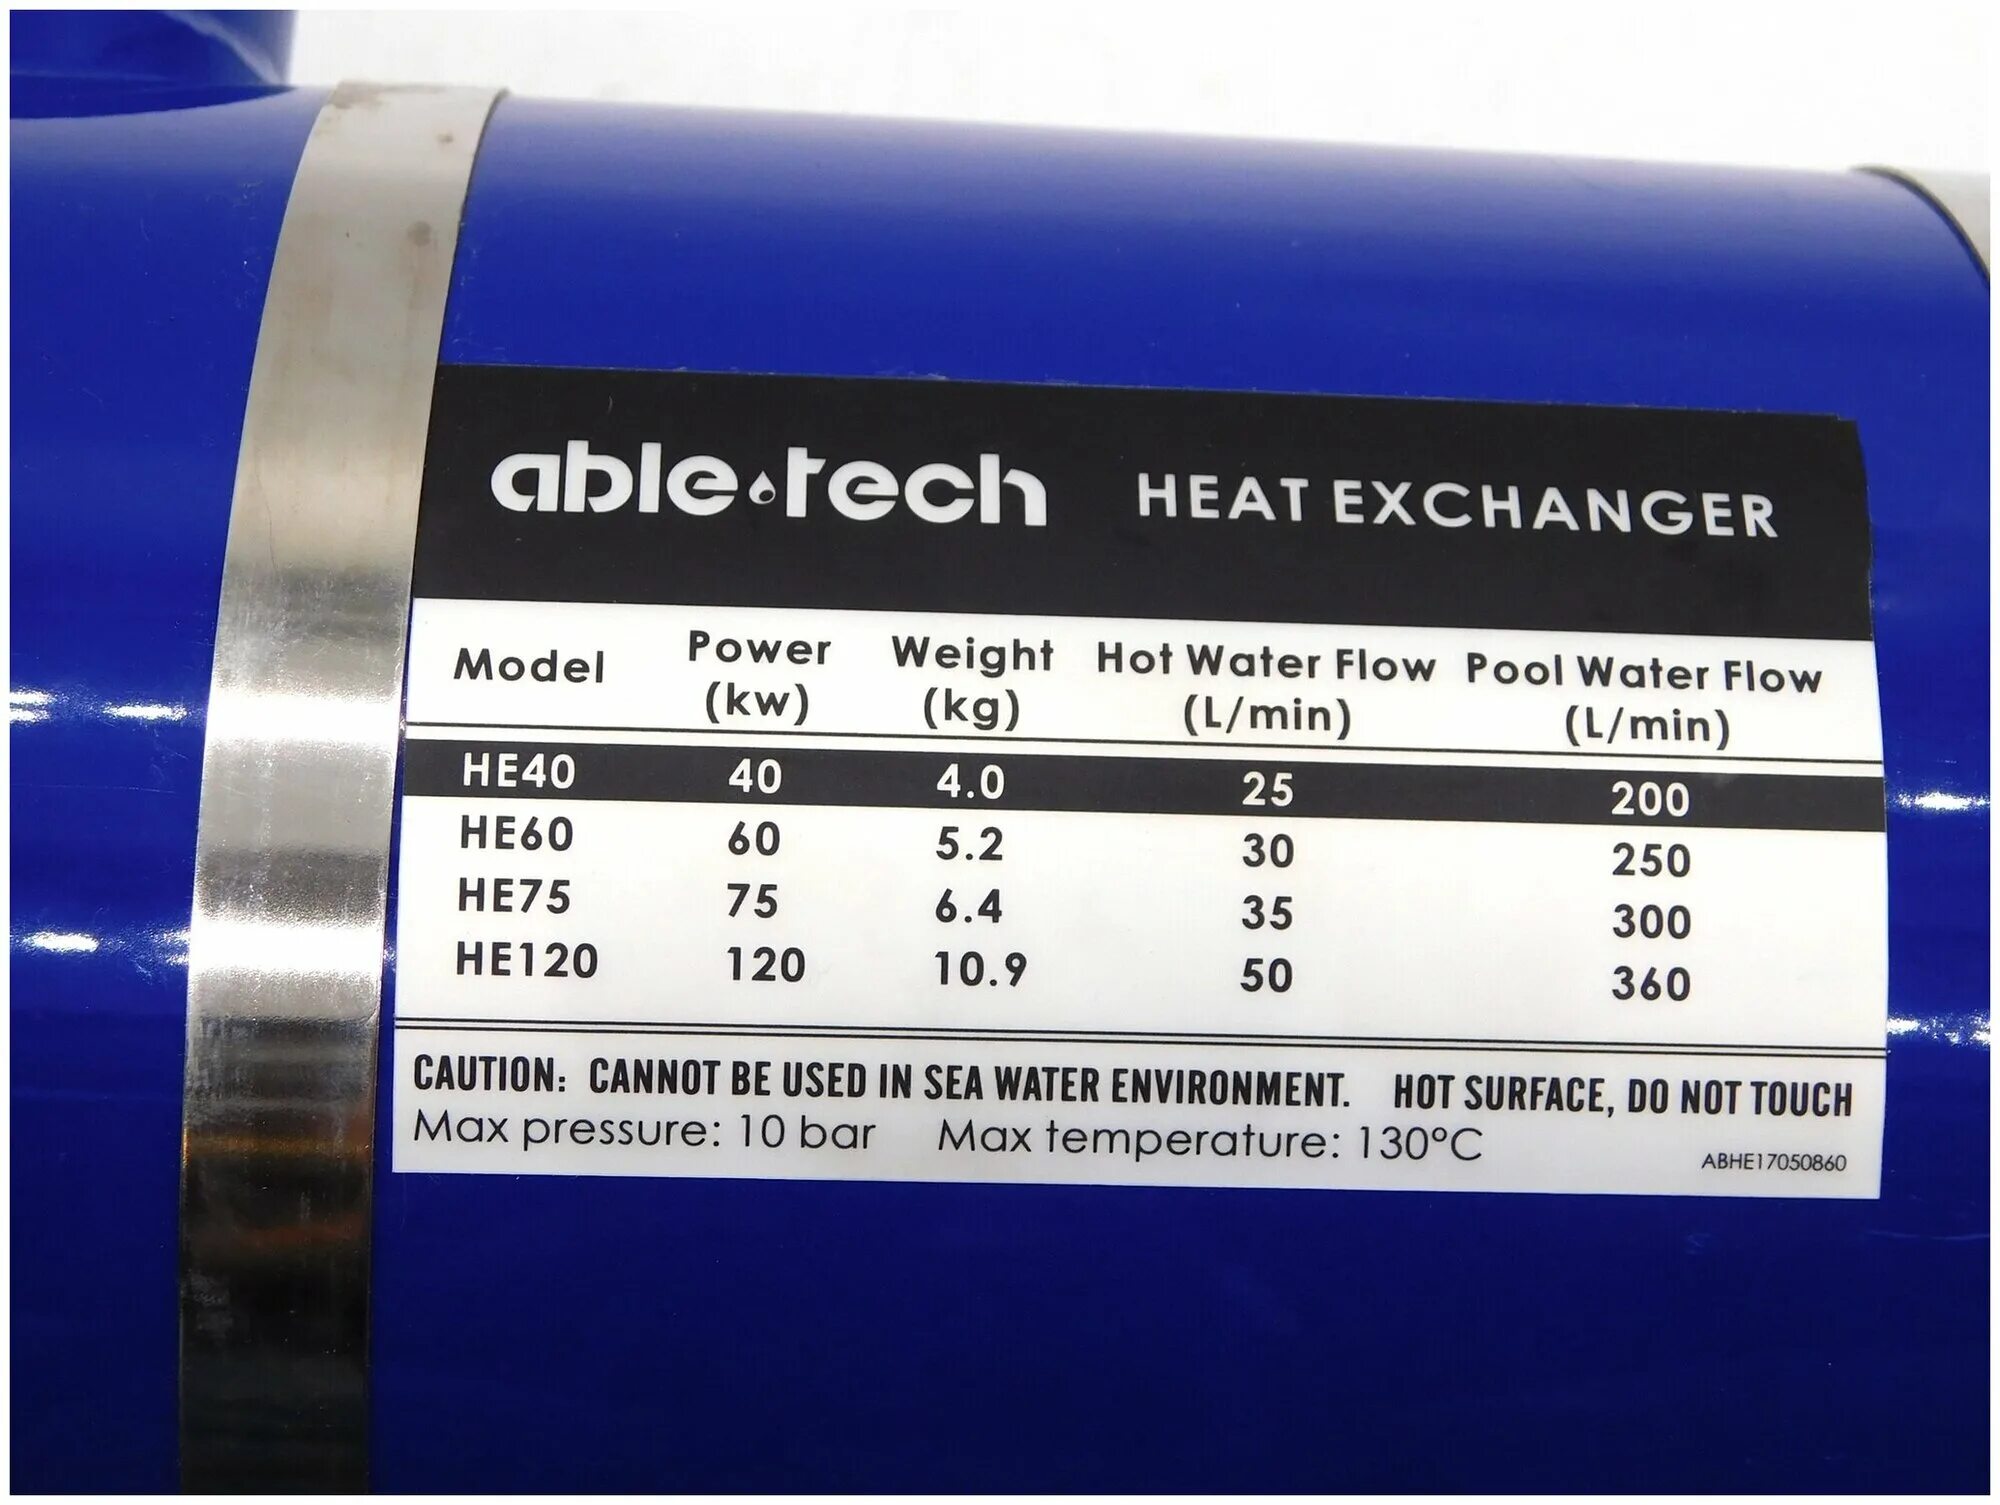 able tech HEAT EXCHANGER
Model Power (kw) Weight (kg) Hot Water Flow (L/min) Pool Water Flow (L/min)
HE40 40 4.0 25 200
HE60 60 5.2 30 250
HE75 75 6.4 35 300
HE120 120 10.9 50 360
CAUTION: CANNOT BE USED IN SEA WATER ENVIRONMENT. HOT SURFACE, DO NOT TOUCH
Max pressure: 10 bar Max temperature: 130°C
ABHE17050860